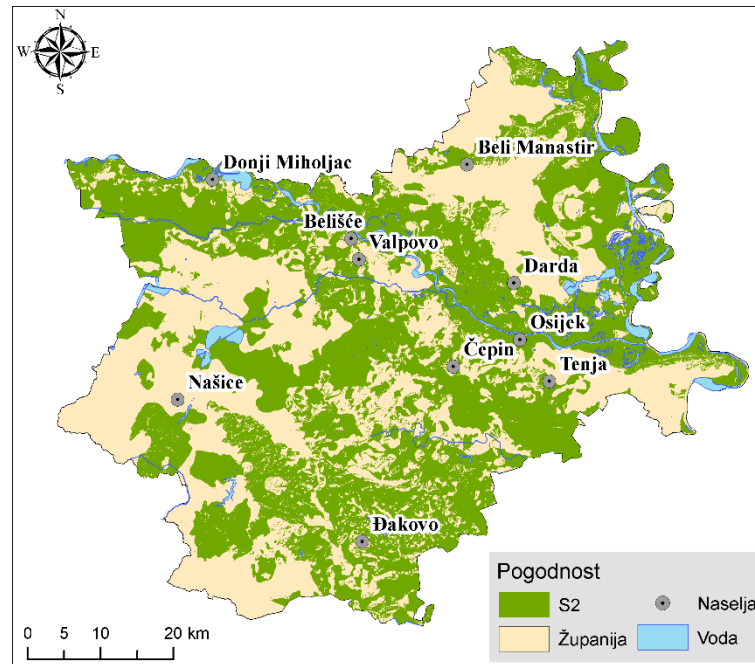 N
W E
S
Donji Miholjac
Beli Manastir
Belišće
Valpovo
Darda
Osijek
Čepin
Tenja
Našice
Đakovo
Pogodnost
S2
Naselja
Županija
Voda
0 5 10 20 km